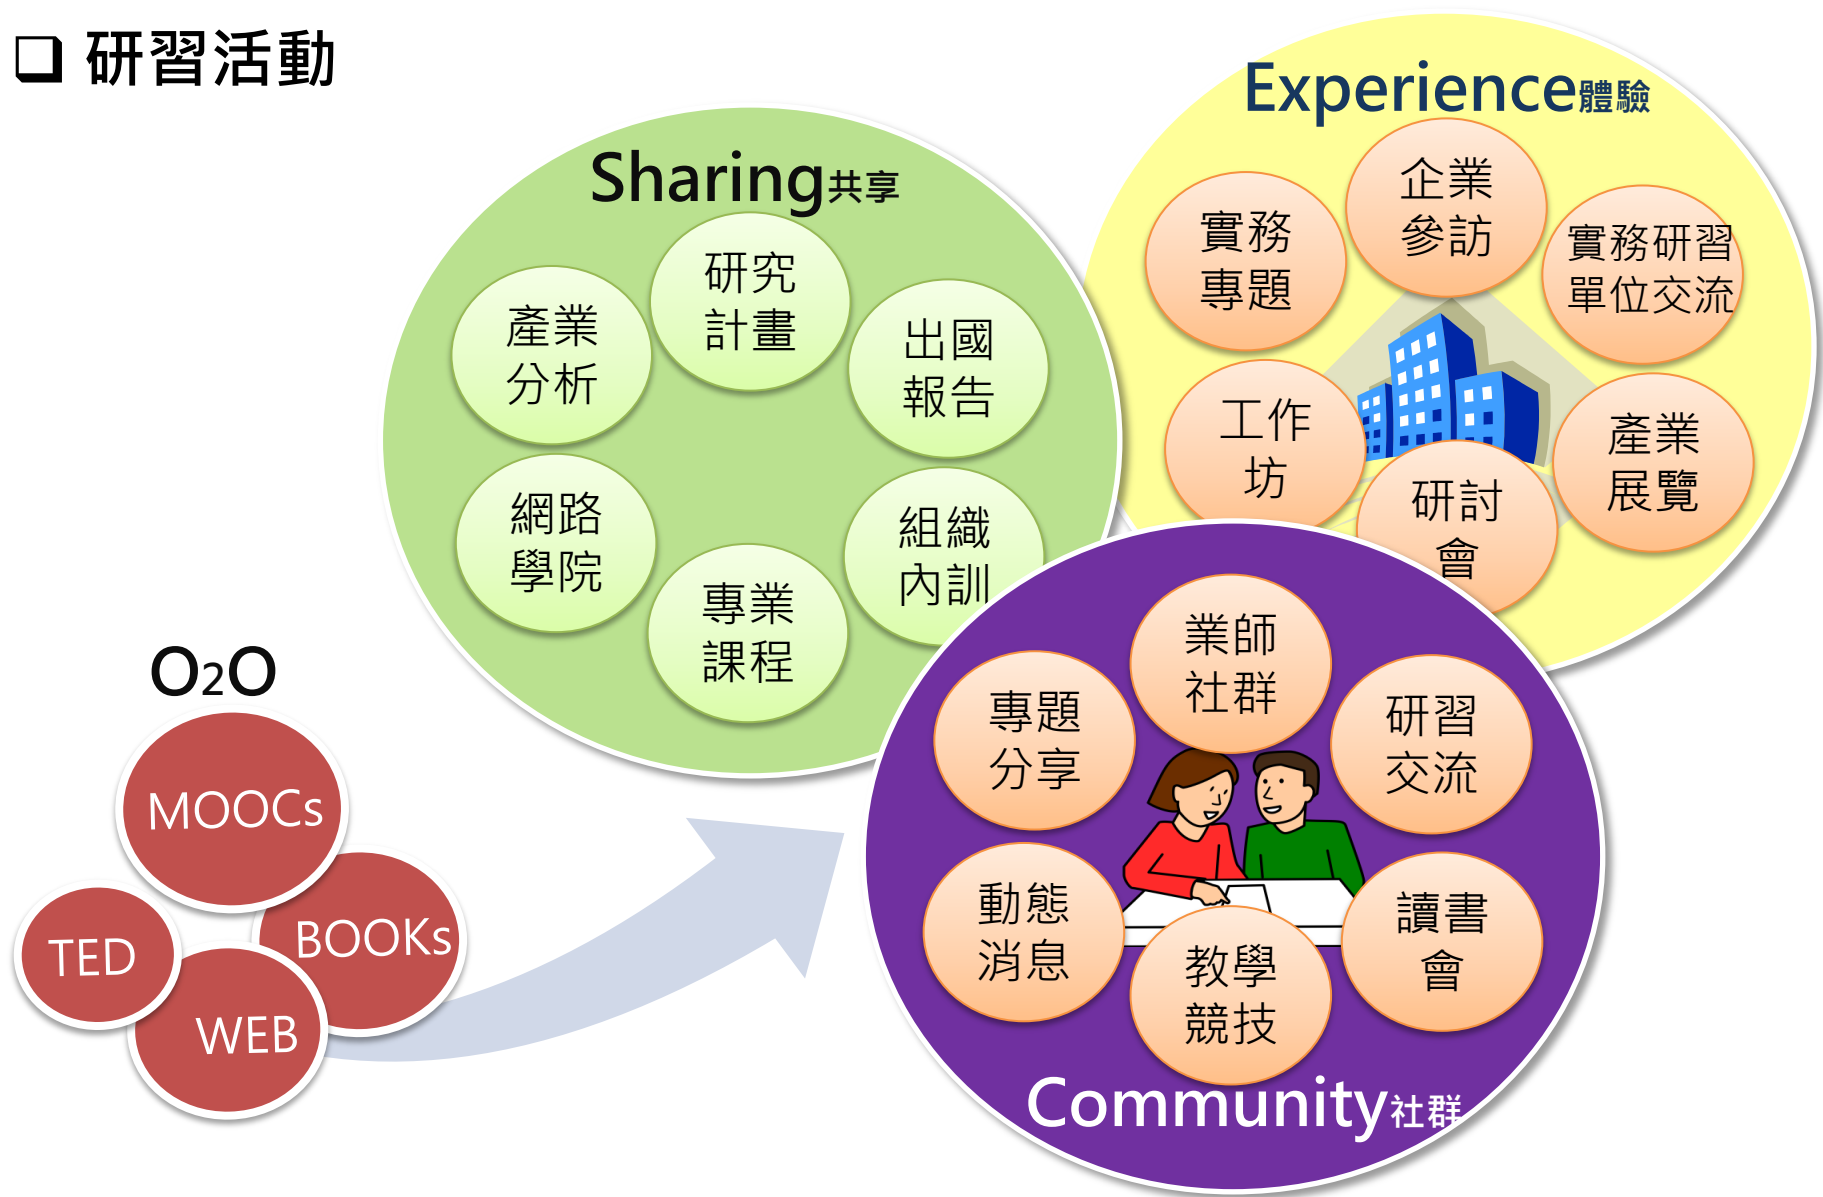 ❑ 研習活動
Sharing共享
研究
計畫
產業
分析
出國
報告
網路
學院
組織
內訓
專業
課程
Experience體驗
企業
參訪
實務
專題
實務研習
單位交流
工作
坊
產業
展覽
研討
會
O2O
MOOCs
TED
BOOKs
WEB
業師
社群
專題
分享
研習
交流
動態
消息
讀書
會
教學
競技
Community社群